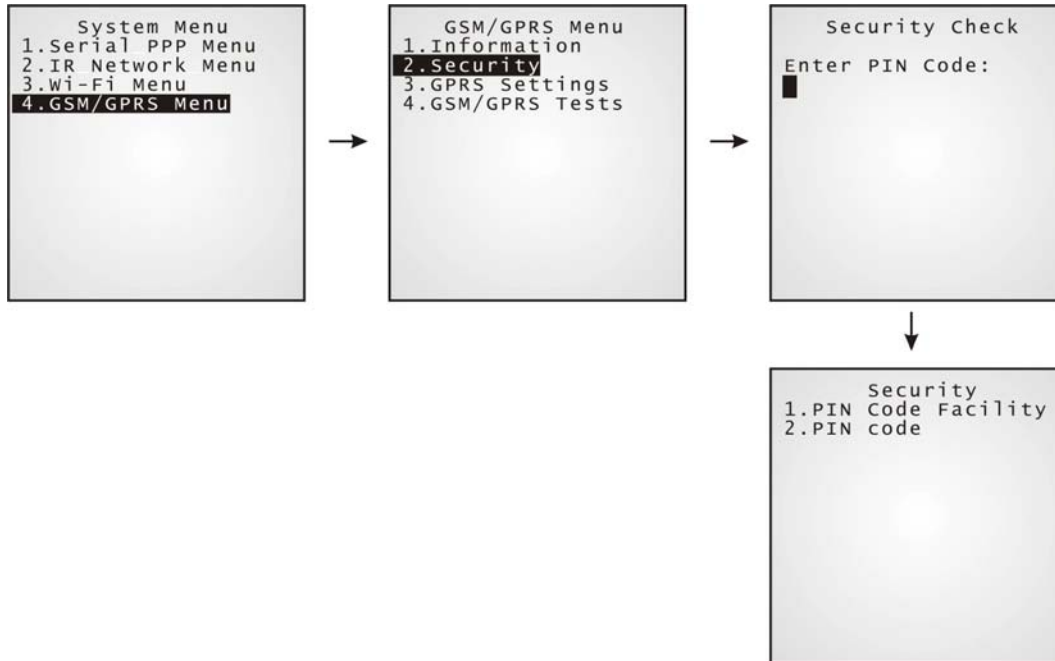 System Menu
1.Serial PPP Menu
2.IR Network Menu
3.Wi-Fi Menu
4.GSM/GPRS Menu
GSM/GPRS Menu
1.Information
2.Security
3.GPRS Settings
4.GSM/GPRS Tests
Security Check
Enter PIN Code:
Security
1.PIN Code Facility
2.PIN code